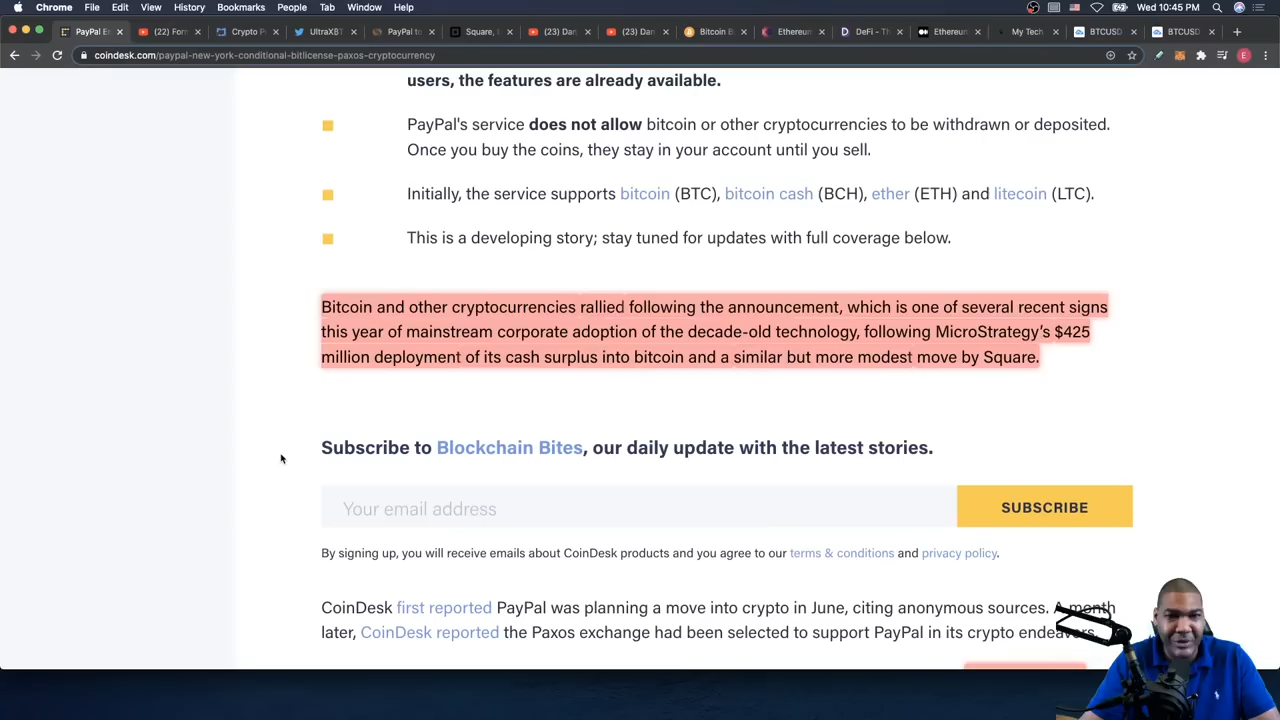 Chrome File Edit View History Bookmarks People Tab Window Help Wed 10:45 PM
PayPal E (22) Forr Crypto P UltraXBT PayPal to Square, (23) Dan (23) Dan Bitcoin B Ethereun DeFi - Th Ethereun My Tech BTCUSD BTCUSD
coindesk.com/paypal-new-york-conditional-bitlicense-paxos-cryptocurrency E
users, the features are already available.
PayPal's service does not allow bitcoin or other cryptocurrencies to be withdrawn or deposited.
Once you buy the coins, they stay in your account until you sell.
Initially, the service supports bitcoin (BTC), bitcoin cash (BCH), ether (ETH) and litecoin (LTC).
This is a developing story; stay tuned for updates with full coverage below.
Bitcoin and other cryptocurrencies rallied following the announcement, which is one of several recent signs
this year of mainstream corporate adoption of the decade-old technology, following MicroStrategy’s $425
million deployment of its cash surplus into bitcoin and a similar but more modest move by Square.
Subscribe to Blockchain Bites, our daily update with the latest stories.
Your email address SUBSCRIBE
By signing up, you will receive emails about CoinDesk products and you agree to our terms & conditions and privacy policy.
CoinDesk first reported PayPal was planning a move into crypto in June, citing anonymous sources. A month
later, CoinDesk reported the Paxos exchange had been selected to support PayPal in its crypto endeavors.